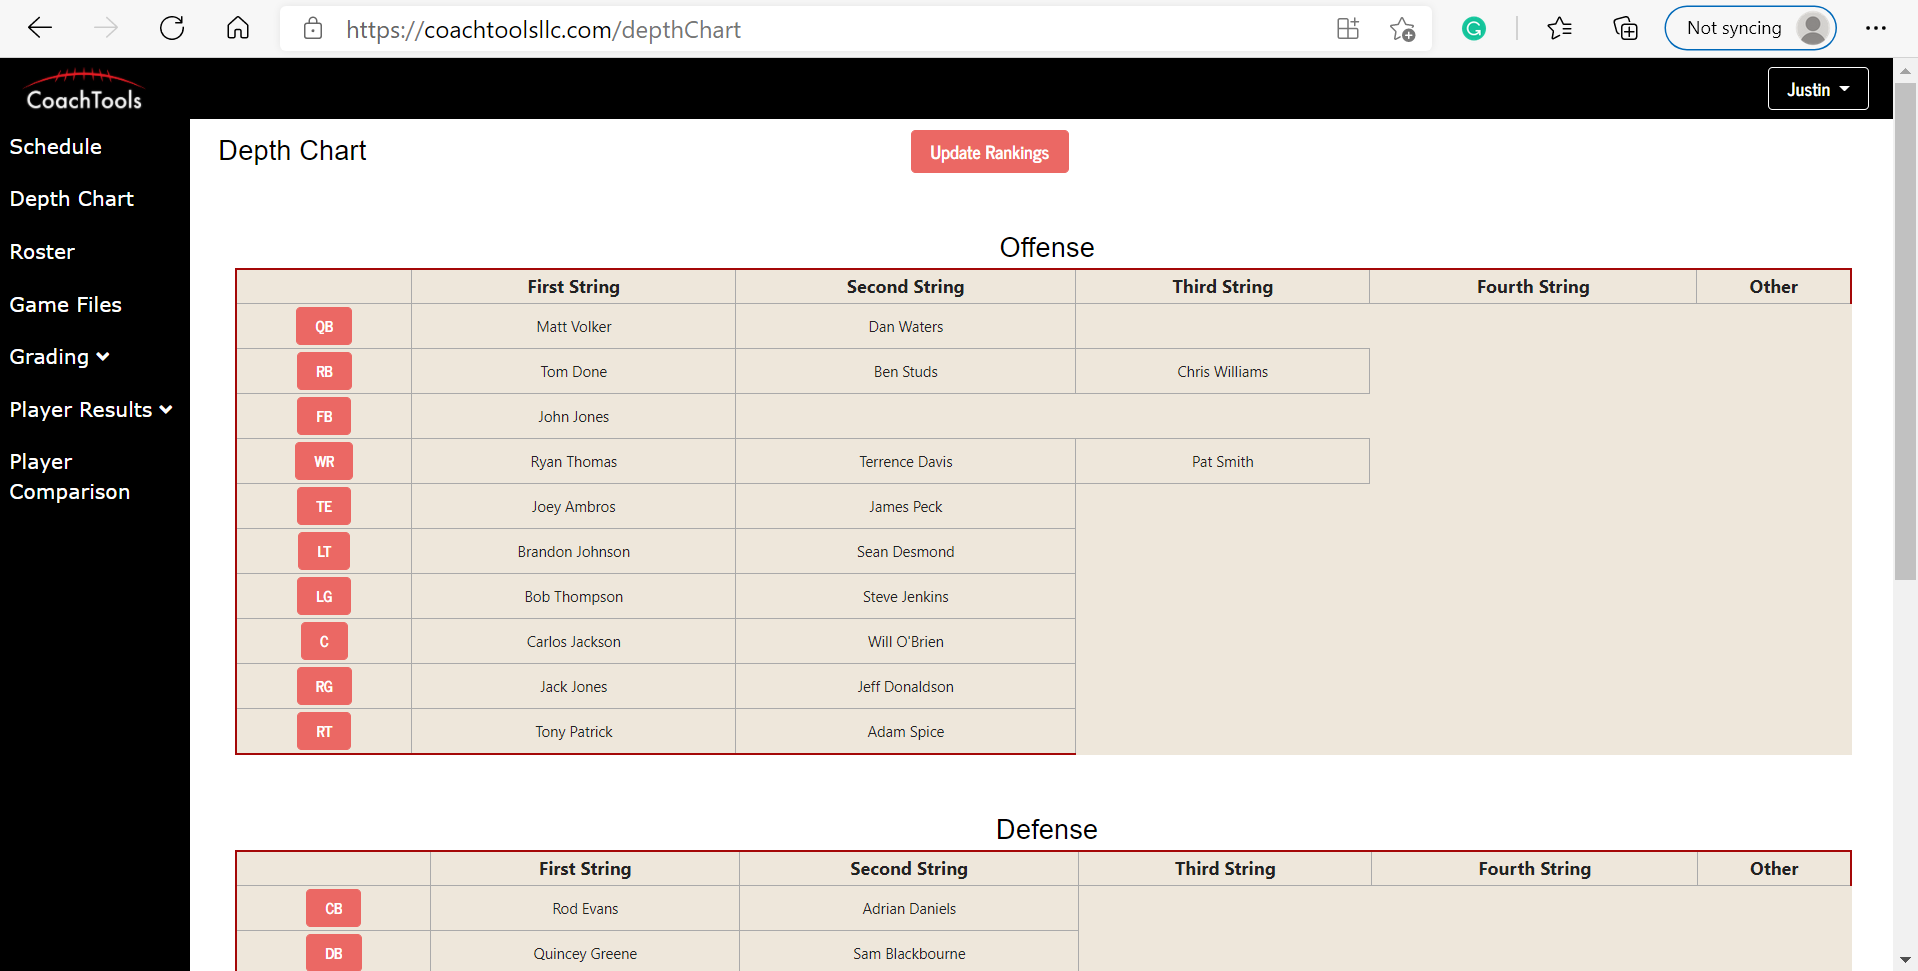 https://coachtoolsllc.com/depthChart
G
Not syncing
CoachTools
Justin
Schedule
Depth Chart
Roster
Game Files
Grading
Player Results
Player
Comparison
Depth Chart
Update Rankings
Offense
First String Second String Third String Fourth String Other
QB Matt Volker Dan Waters
RB Tom Done Ben Studs Chris Williams
FB John Jones
WR Ryan Thomas Terrence Davis Pat Smith
TE Joey Ambros James Peck
LT Brandon Johnson Sean Desmond
LG Bob Thompson Steve Jenkins
C Carlos Jackson Will O'Brien
RG Jack Jones Jeff Donaldson
RT Tony Patrick Adam Spice
Defense
First String Second String Third String Fourth String Other
CB Rod Evans Adrian Daniels
DB Quincey Greene Sam Blackbourne